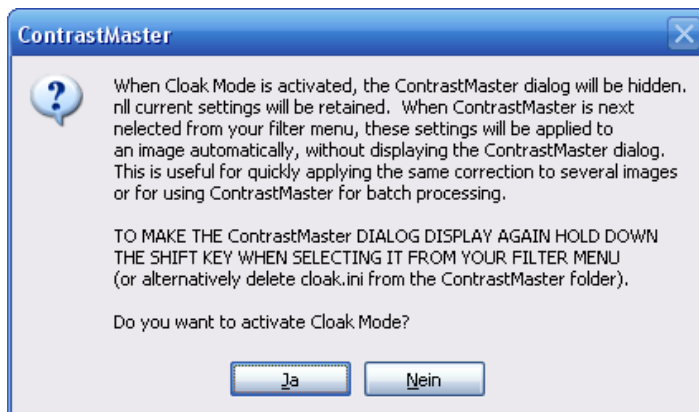 ContrastMaster
When Cloak Mode is activated, the ContrastMaster dialog will be hidden.
nll current settings will be retained.  When ContrastMaster is next
nelected from your filter menu, these settings will be applied to
an image automatically, without displaying the ContrastMaster dialog.
This is useful for quickly applying the same correction to several images
or for using ContrastMaster for batch processing.
TO MAKE THE ContrastMaster DIALOG DISPLAY AGAIN HOLD DOWN
THE SHIFT KEY WHEN SELECTING IT FROM YOUR FILTER MENU
(or alternatively delete cloak.ini from the ContrastMaster folder).
Do you want to activate Cloak Mode?
Ja Nein